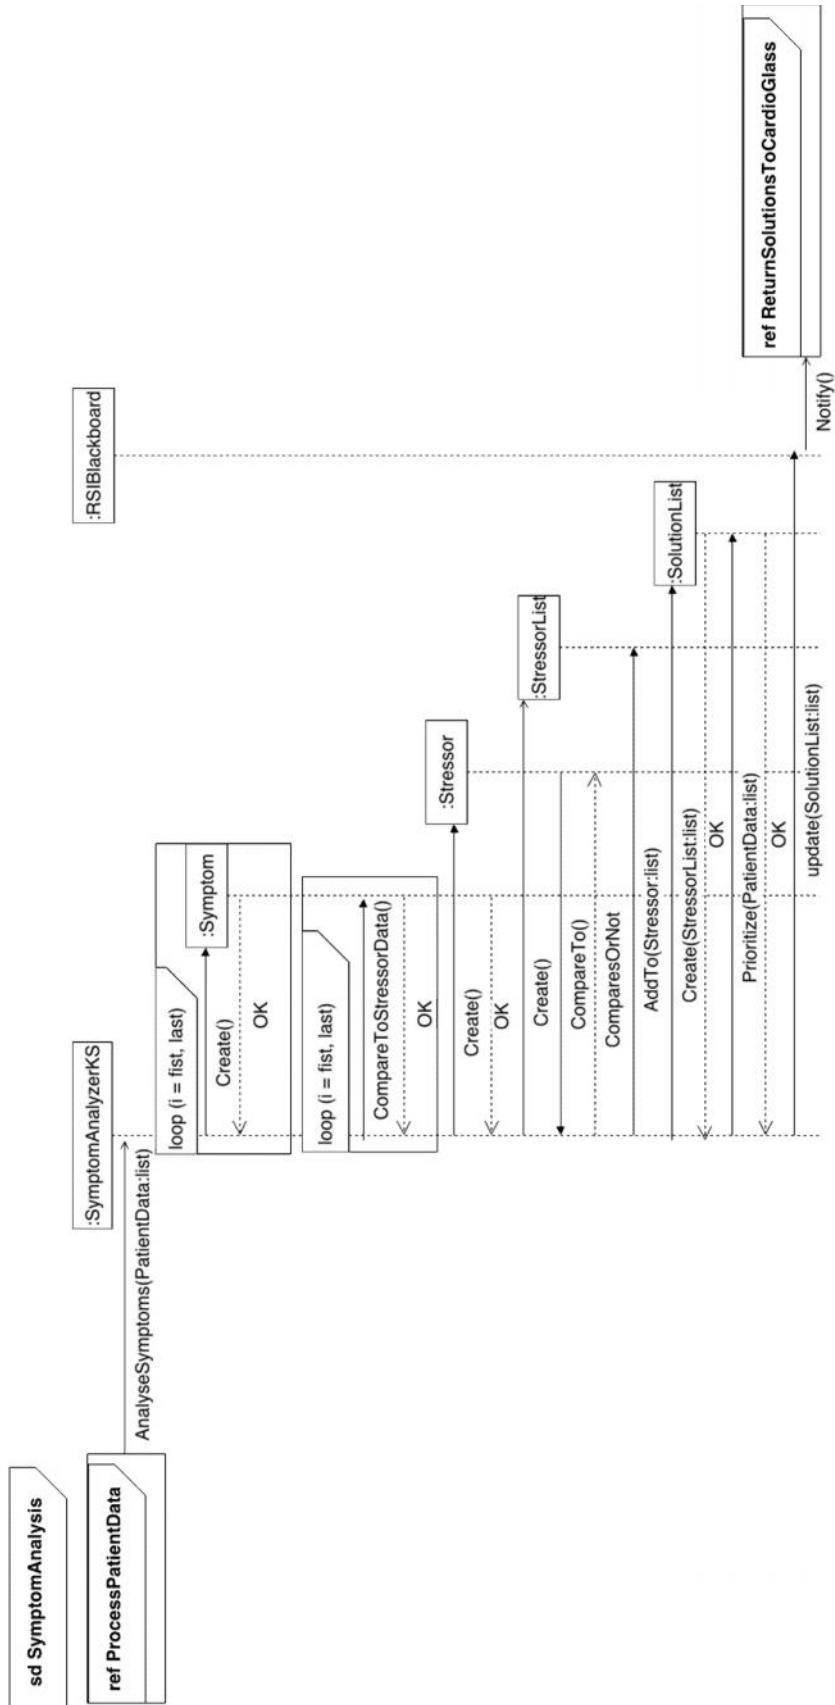 sd SymptomAnalysis
ref ProcessPatientData
AnalyseSymptoms(PatientData:list)
:SymptomAnalyzerKS
:RSIBlackboard
loop (i = fist, last)
:Symptom
Create()
OK
loop (i = fist, last)
CompareToStressorData()
OK
:Stressor
Create()
OK
:StressorList
Create()
CompareTo()
ComparesOrNot
AddTo(Stressor:list)
:SolutionList
Create(StressorList:list)
OK
Prioritize(PatientData:list)
OK
update(SolutionList:list)
Notify()
ref ReturnSolutionsToCardioGlass